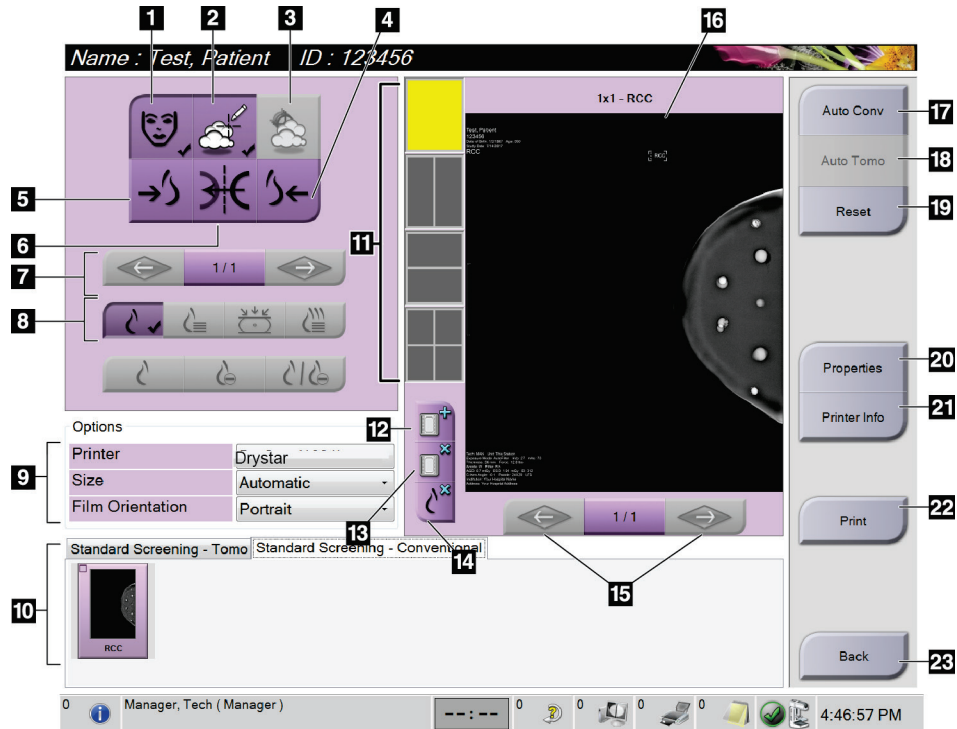 1 2 3 4 16
Name : Test, Patient ID : 123456
1x1 - RCC
Test, Patient
123456
RCC
RCC
Auto Conv 17
Auto Tomo 18
Reset 19
5
6
11
7 1 / 1
8
Properties 20
Printer Info 21
Options
12
9 Printer Drystar
Size Automatic
Film Orientation Portrait
13
14
1 / 1
15
Print 22
10 Standard Screening - Tomo Standard Screening - Conventional
RCC
Back 23
0 Manager, Tech ( Manager ) --:-- 0 0 0 0 4:46:57 PM